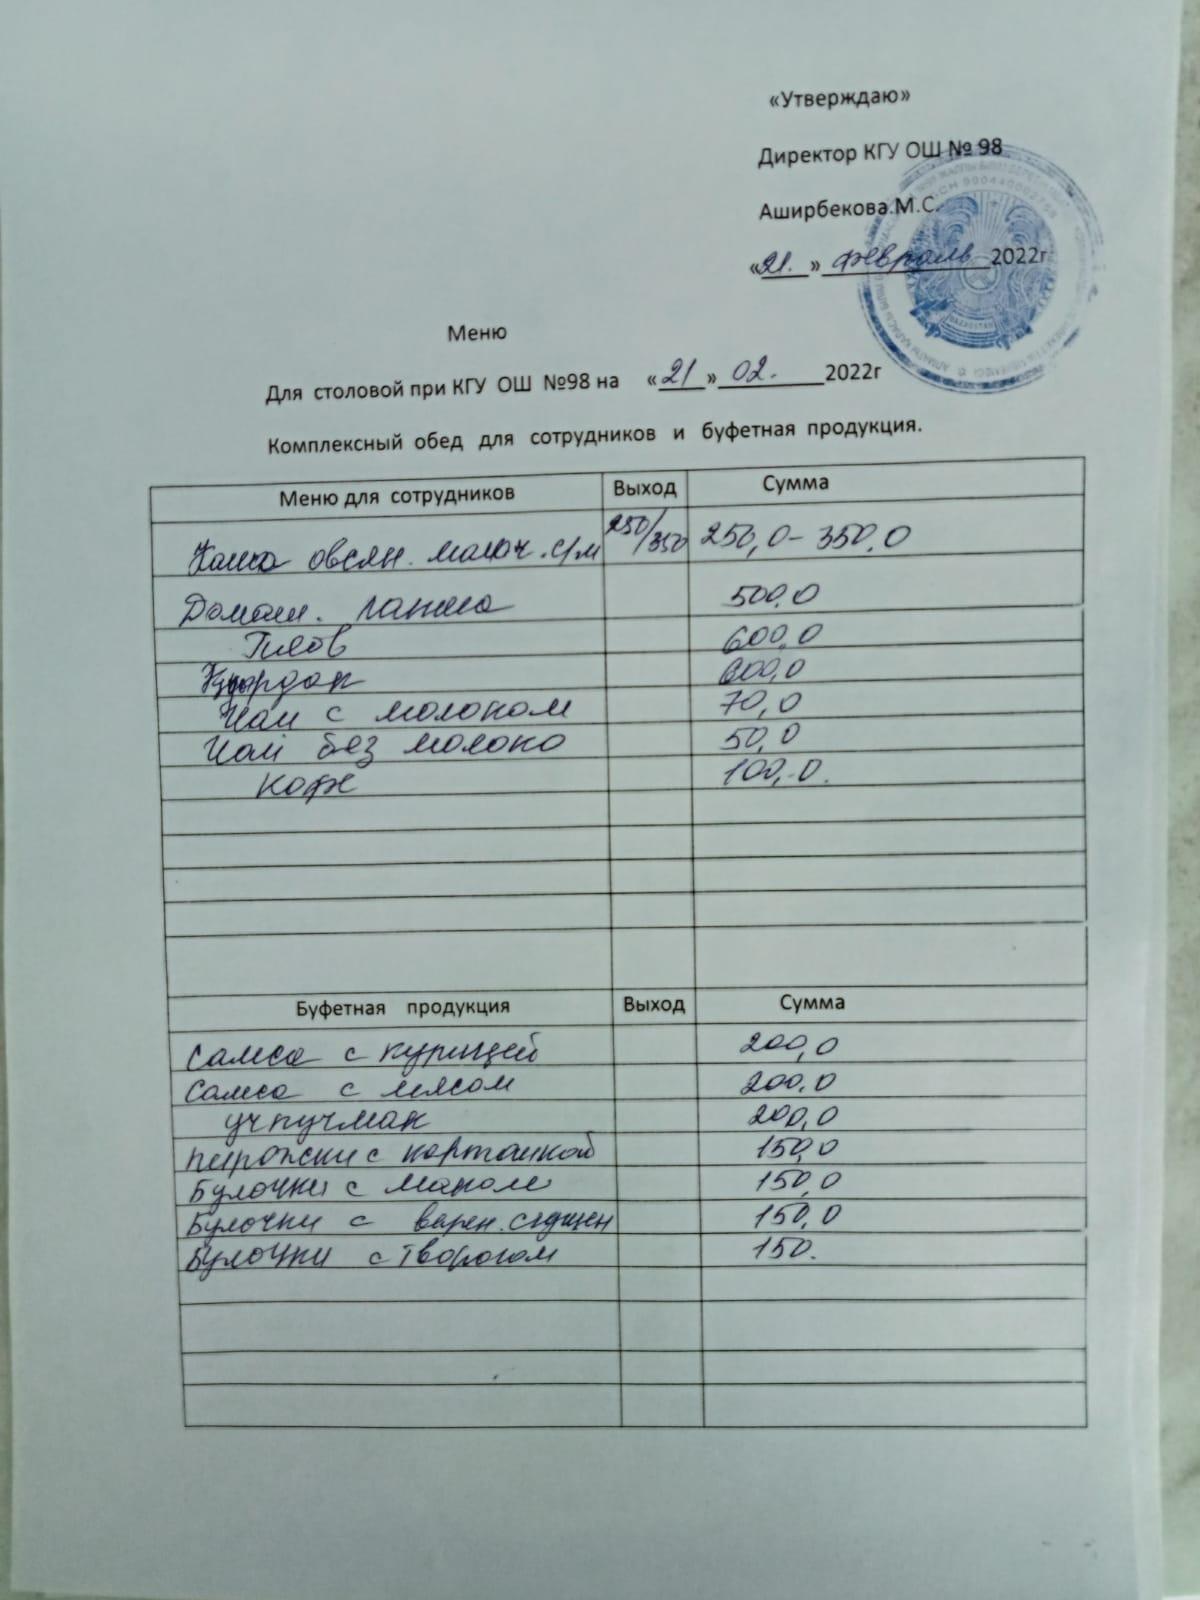 «Утверждаю»
Директор КГУ ОШ № 98
Аширбекова.М.С.
«21.» февраль 2022г
Меню
Для столовой при КГУ ОШ №98 на «21» 02. 2022г
Комплексный обед для сотрудников и буфетная продукция.
Меню для сотрудников Выход Сумма
Каша овсян. молоч. с/м 250/350 250,0- 350,0
Домаш. лапша 500,0
Плов 600,0
Куардак 600,0
Чай с молоком 70,0
Чай без молоко 50,0
кофе 100,-0.
Буфетная продукция Выход Сумма
Самса с курицей 200,0
Самса с мясом 200,0
учпучмак 200,0
пирожки с картошкой 150,0
Булочки с маком 150,0
Булочки с варен. сгущен 150,0
Булочки с творогом 150.
KAZAKHSTAN